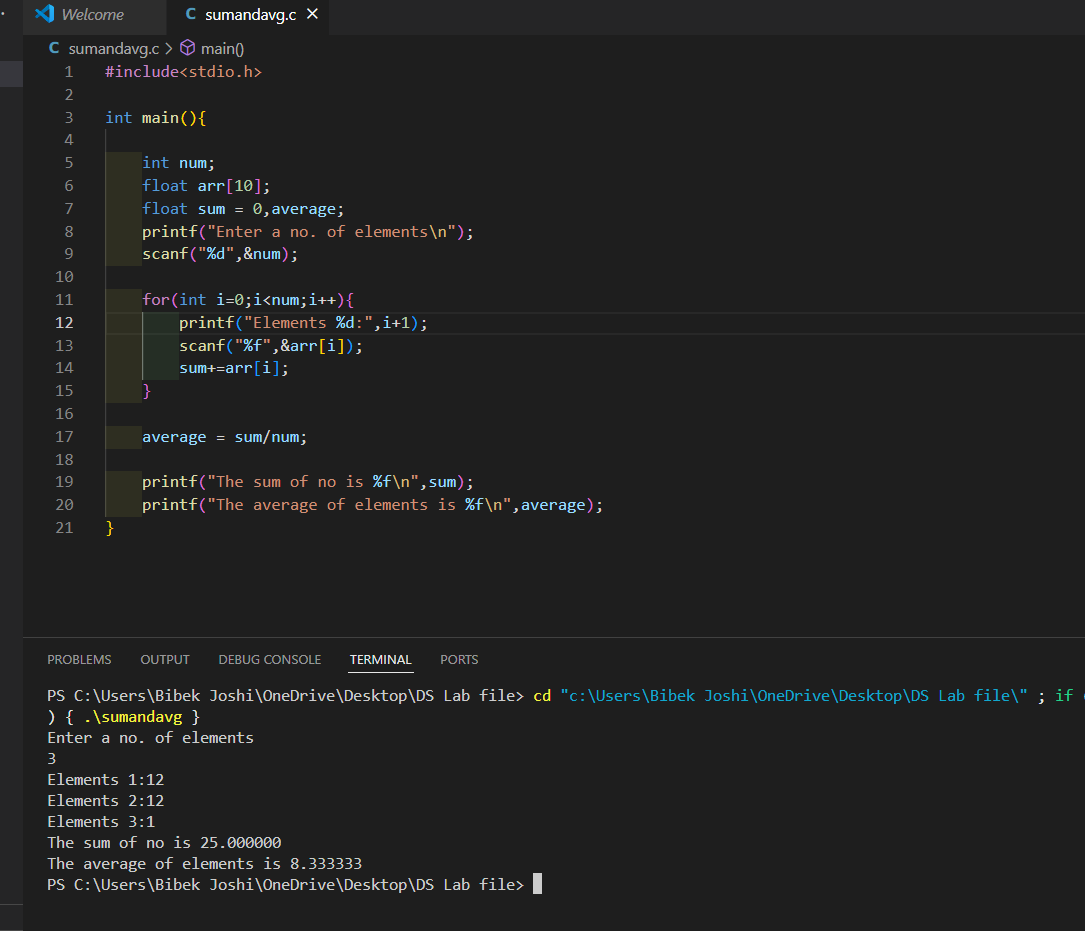 Welcome
C sumandavg.c ×
C sumandavg.c > main()
1 #include<stdio.h>
2
3 int main(){
4
5     int num;
6     float arr[10];
7     float sum = 0,average;
8     printf("Enter a no. of elements\n");
9     scanf("%d",&num);
10
11     for(int i=0;i<num;i++){
12         printf("Elements %d:",i+1);
13         scanf("%f",&arr[i]);
14         sum+=arr[i];
15     }
16
17     average = sum/num;
18
19     printf("The sum of no is %f\n",sum);
20     printf("The average of elements is %f\n",average);
21 }
PROBLEMS OUTPUT DEBUG CONSOLE TERMINAL PORTS
PS C:\Users\Bibek Joshi\OneDrive\Desktop\DS Lab file> cd "c:\Users\Bibek Joshi\OneDrive\Desktop\DS Lab file\" ; if
) { .\sumandavg }
Enter a no. of elements
3
Elements 1:12
Elements 2:12
Elements 3:1
The sum of no is 25.000000
The average of elements is 8.333333
PS C:\Users\Bibek Joshi\OneDrive\Desktop\DS Lab file>